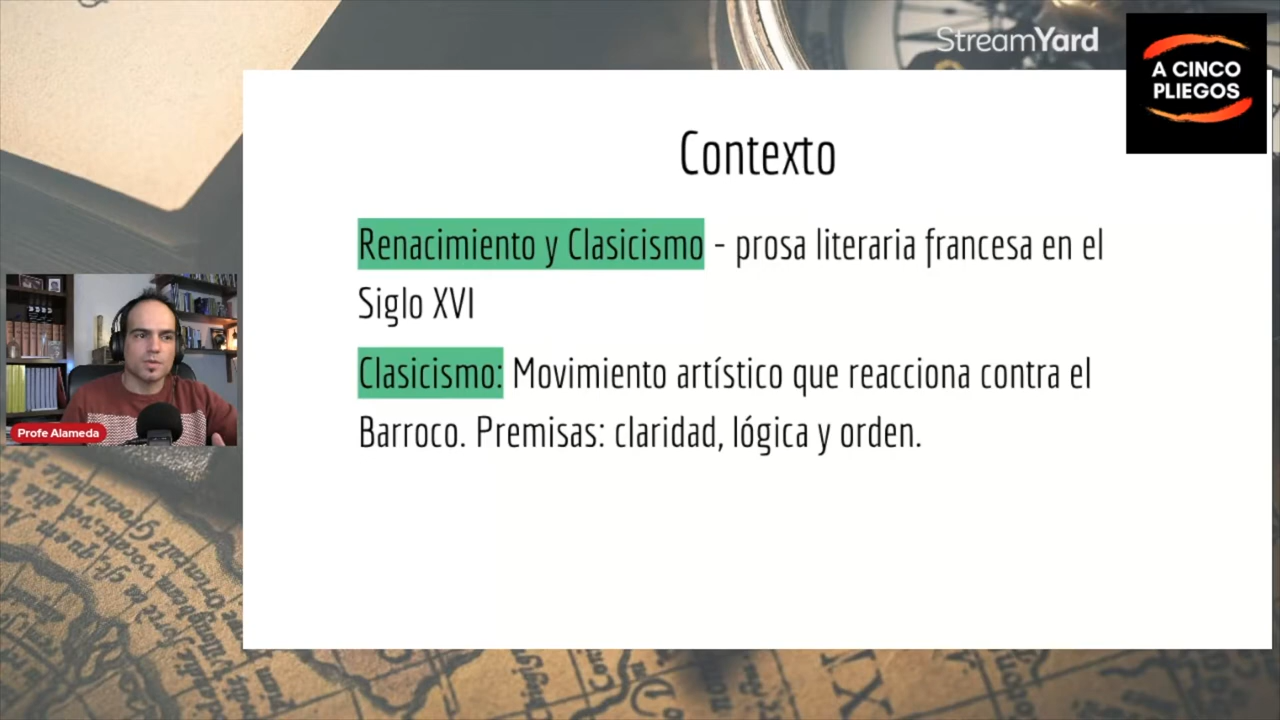 StreamYard
A CINCO
PLIEGOS
Contexto
Renacimiento y Clasicismo - prosa literaria francesa en el
Siglo XVI
Clasicismo: Movimiento artístico que reacciona contra el
Barroco. Premisas: claridad, lógica y orden.
Profe Alameda